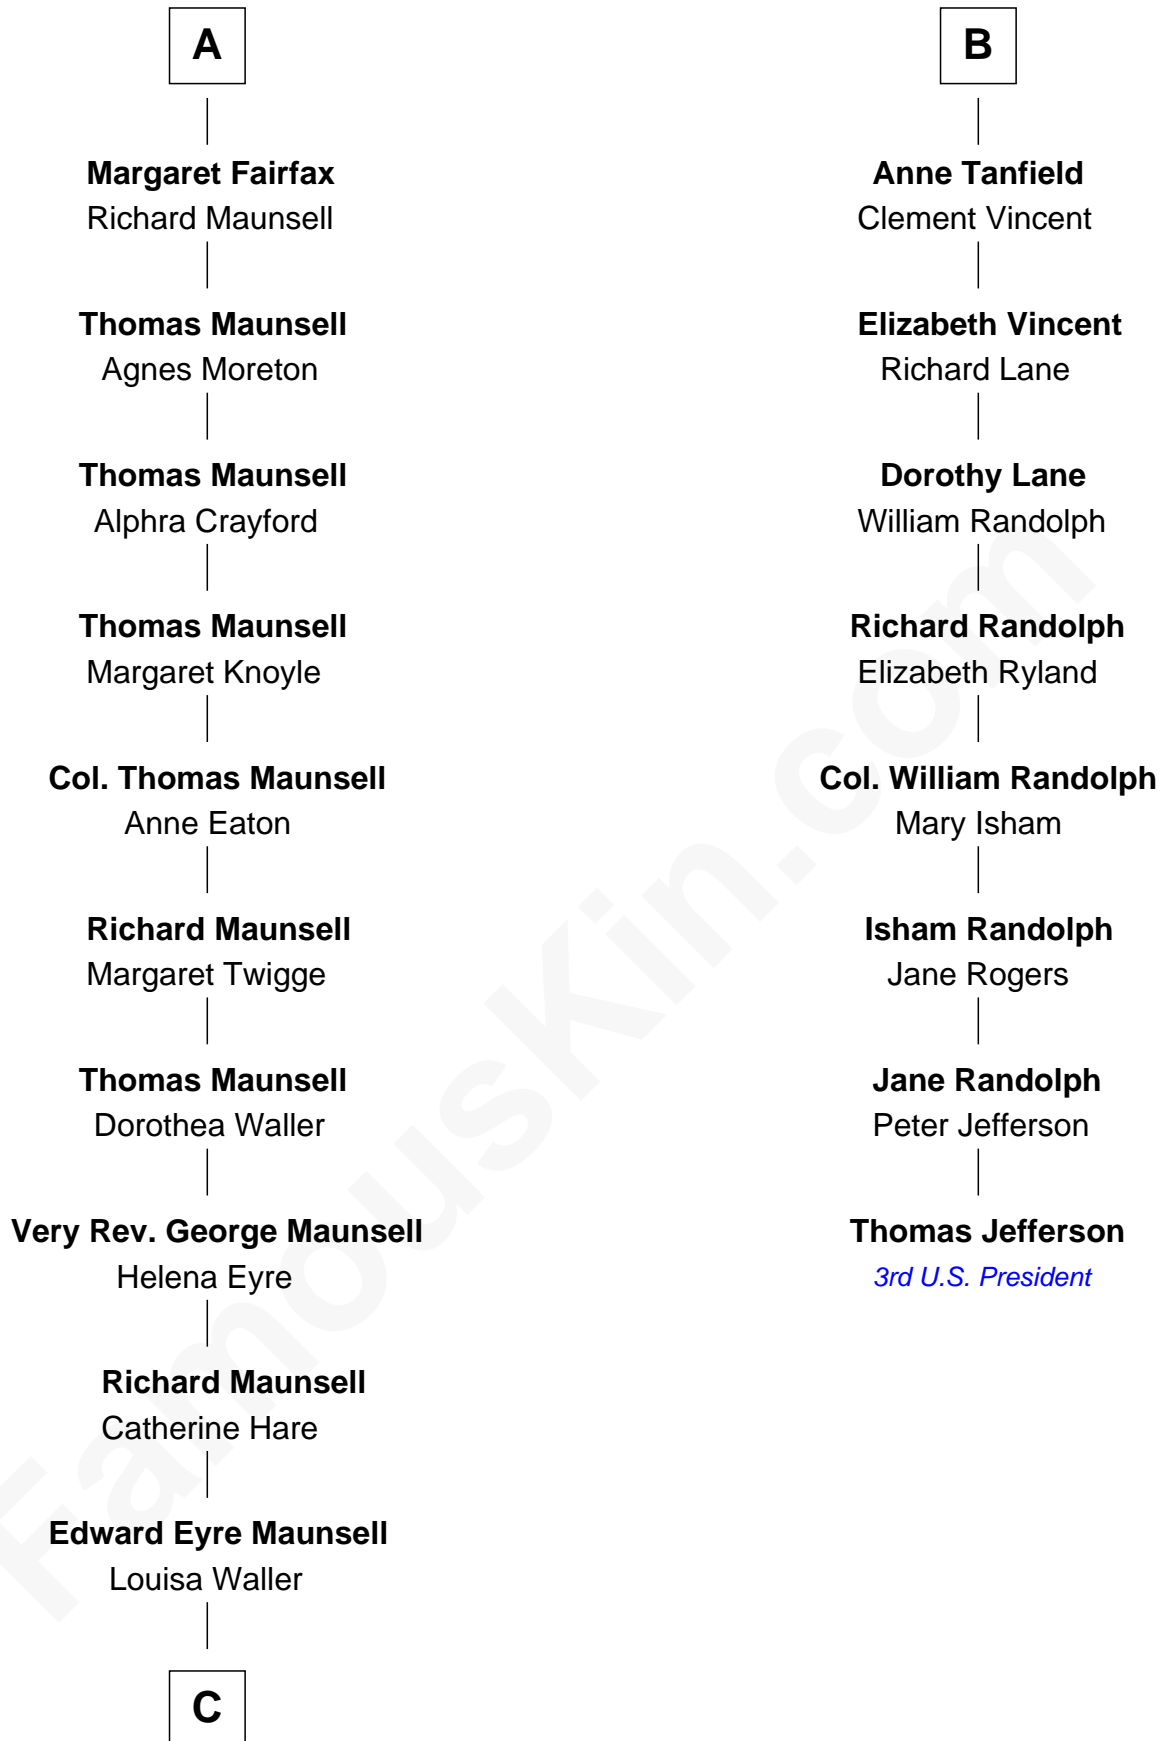 A
Margaret Fairfax
Richard Maunsell
Thomas Maunsell
Agnes Moreton
Thomas Maunsell
Alphra Crayford
Thomas Maunsell
Margaret Knoyle
Col. Thomas Maunsell
Anne Eaton
Richard Maunsell
Margaret Twigge
Thomas Maunsell
Dorothea Waller
Very Rev. George Maunsell
Helena Eyre
Richard Maunsell
Catherine Hare
Edward Eyre Maunsell
Louisa Waller
C
B
Anne Tanfield
Clement Vincent
Elizabeth Vincent
Richard Lane
Dorothy Lane
William Randolph
Richard Randolph
Elizabeth Ryland
Col. William Randolph
Mary Isham
Isham Randolph
Jane Rogers
Jane Randolph
Peter Jefferson
Thomas Jefferson
3rd U.S. President
FamousKin.com